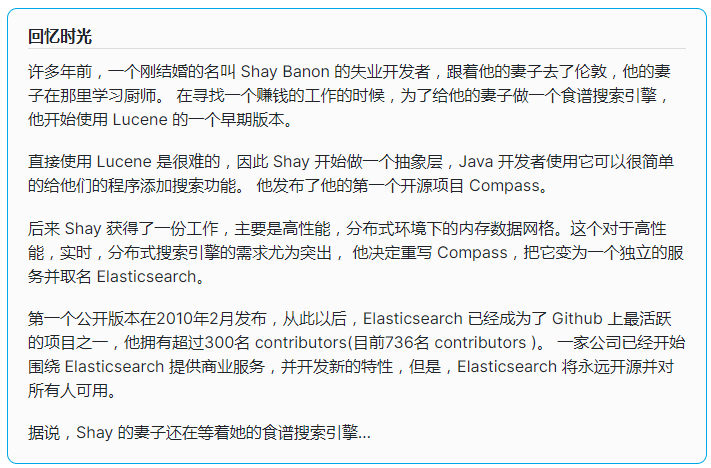 回忆时光
许多年前，一个刚结婚的名叫 Shay Banon 的失业开发者，跟着他的妻子去了伦敦，他的妻
子在那里学习厨师。 在寻找一个赚钱的工作的时候，为了给他的妻子做一个食谱搜索引擎，
他开始使用 Lucene 的一个早期版本。
直接使用 Lucene 是很难的，因此 Shay 开始做一个抽象层，Java 开发者使用它可以很简单
的给他们的程序添加搜索功能。 他发布了他的第一个开源项目 Compass。
后来 Shay 获得了一份工作，主要是高性能，分布式环境下的内存数据网格。这个对于高性
能，实时，分布式搜索引擎的需求尤为突出， 他决定重写 Compass，把它变为一个独立的服
务并取名 Elasticsearch。
第一个公开版本在2010年2月发布，从此以后，Elasticsearch 已经成为了 Github 上最活跃
的项目之一，他拥有超过300名 contributors(目前736名 contributors )。 一家公司已经开始
围绕 Elasticsearch 提供商业服务，并开发新的特性，但是，Elasticsearch 将永远开源并对
所有人可用。
据说，Shay 的妻子还在等着她的食谱搜索引擎…